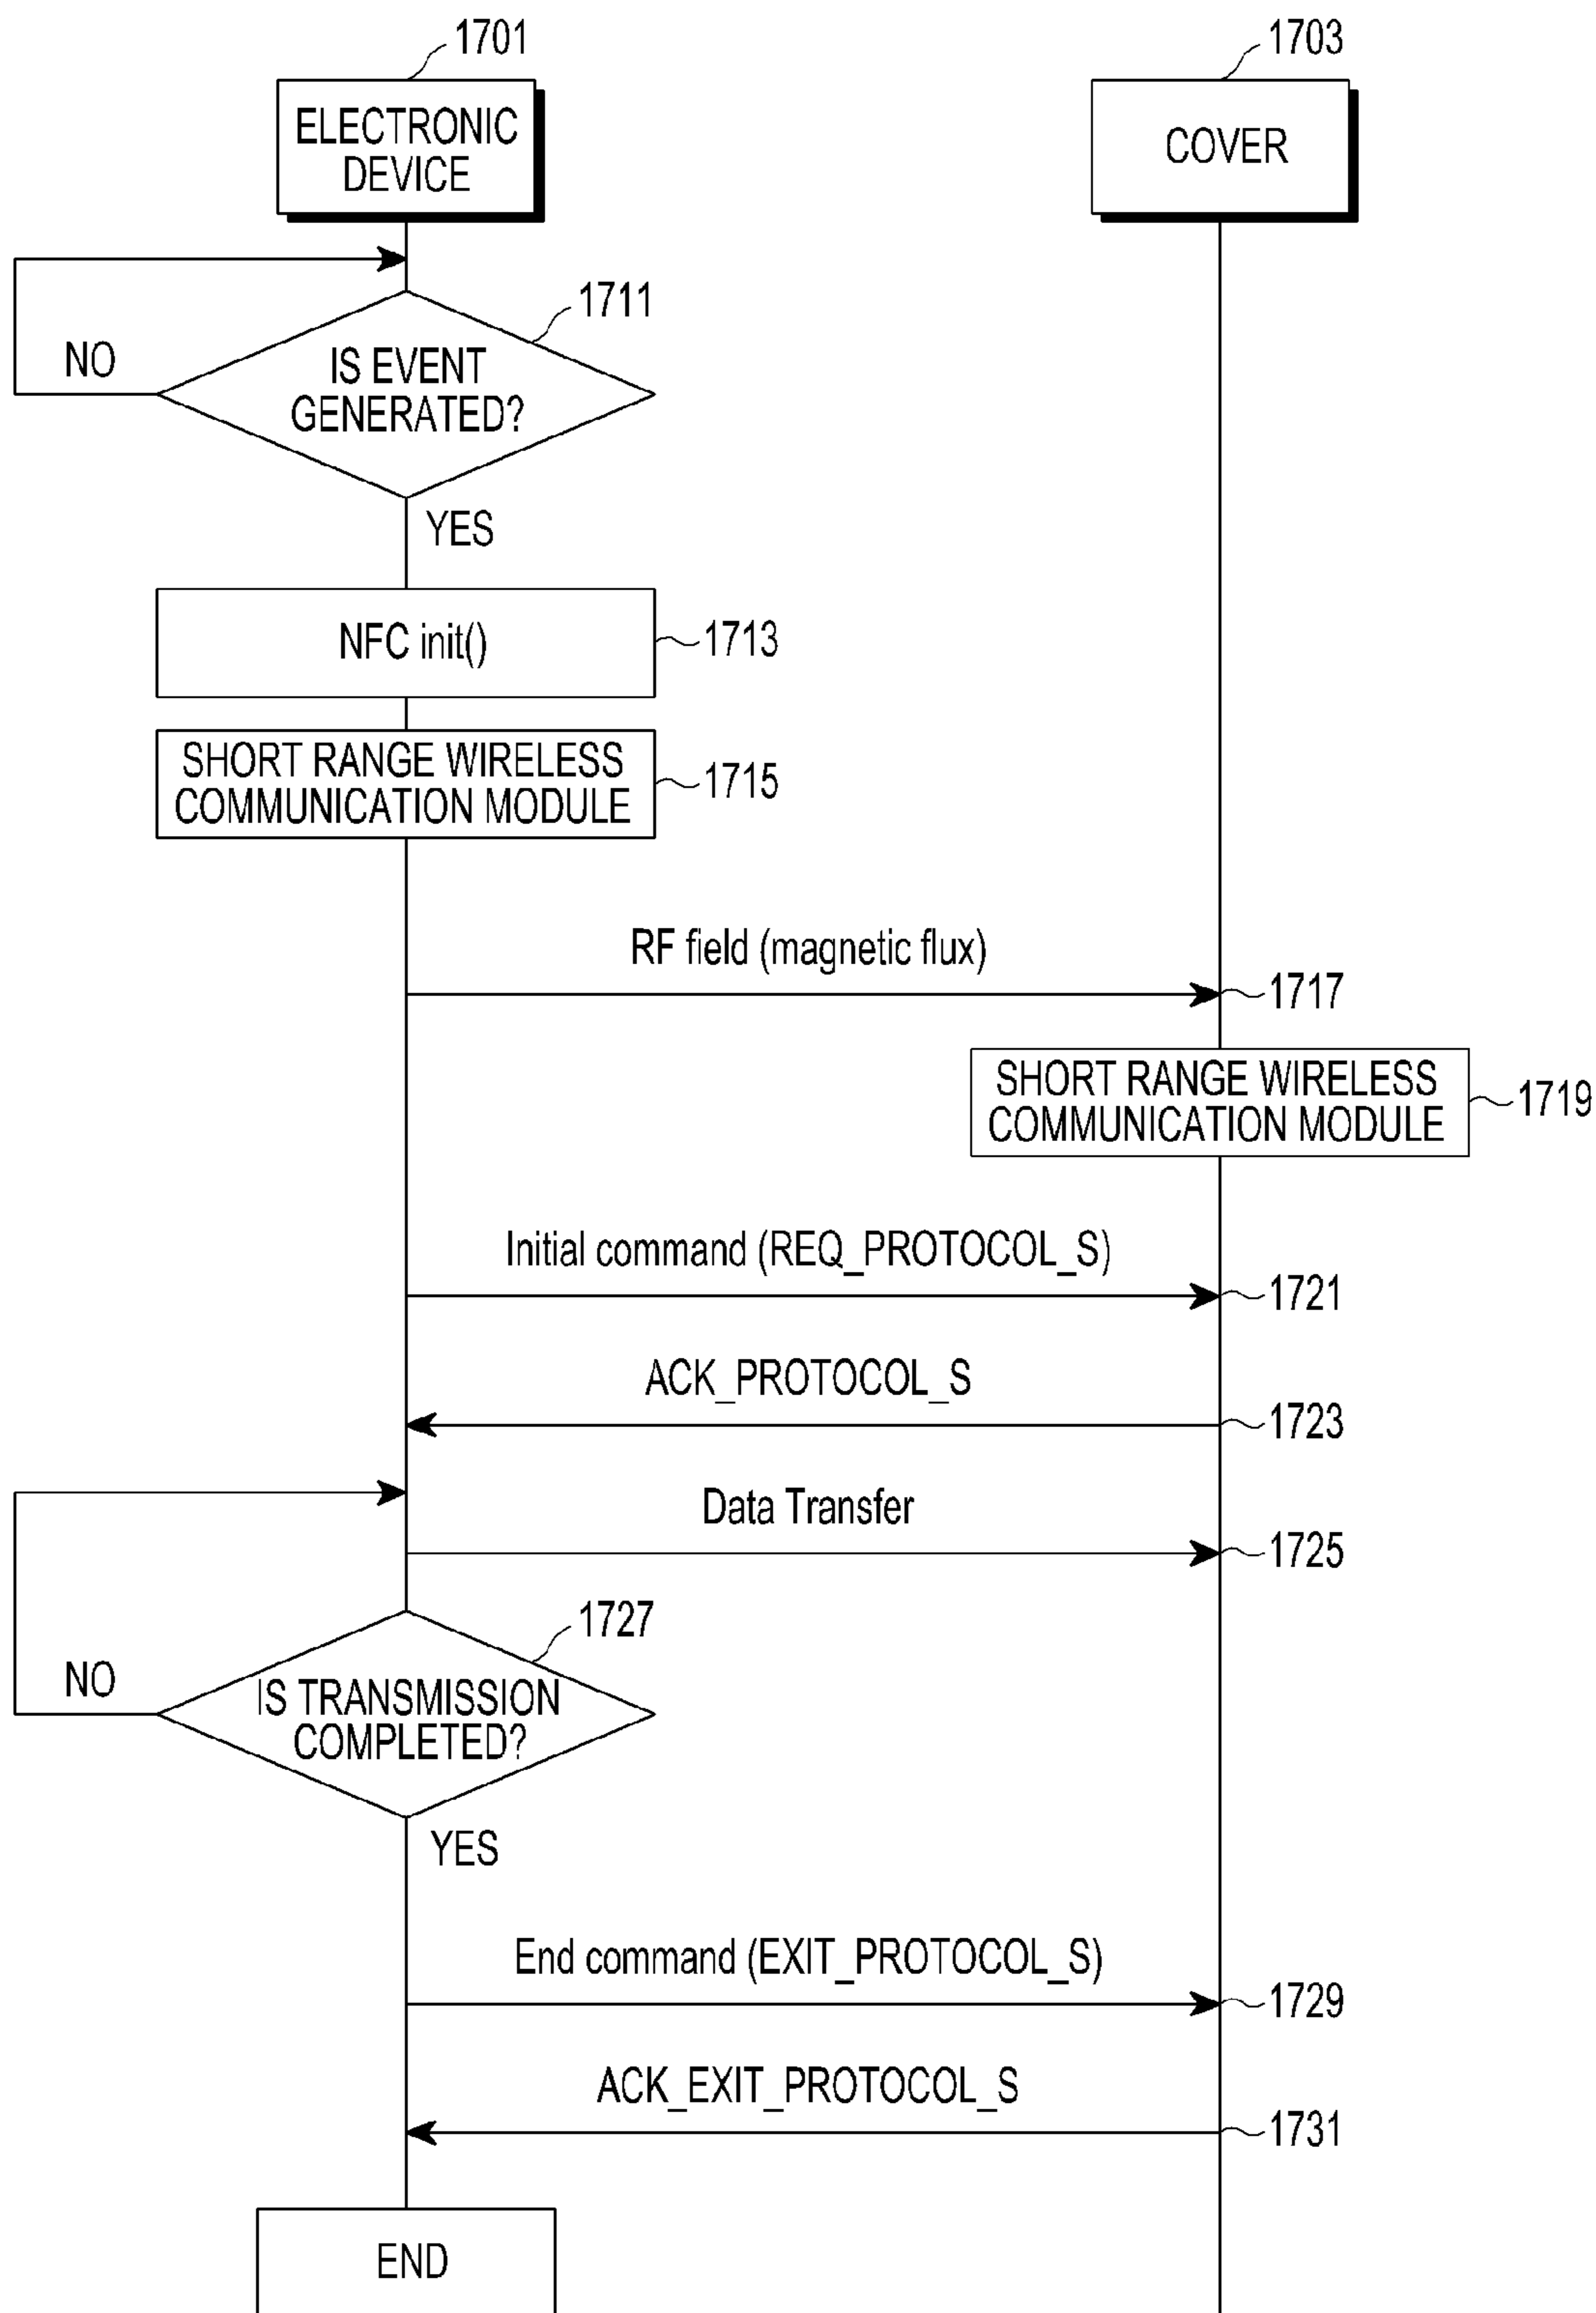 1701
1703
ELECTRONIC
DEVICE
COVER
1711
NO
IS EVENT
GENERATED?
YES
NFC init()
1713
SHORT RANGE WIRELESS
COMMUNICATION MODULE
1715
RF field (magnetic flux)
1717
SHORT RANGE WIRELESS
COMMUNICATION MODULE
1719
Initial command (REQ_PROTOCOL_S)
1721
ACK_PROTOCOL_S
1723
Data Transfer
1725
1727
NO
IS TRANSMISSION
COMPLETED?
YES
End command (EXIT_PROTOCOL_S)
1729
ACK_EXIT_PROTOCOL_S
1731
END